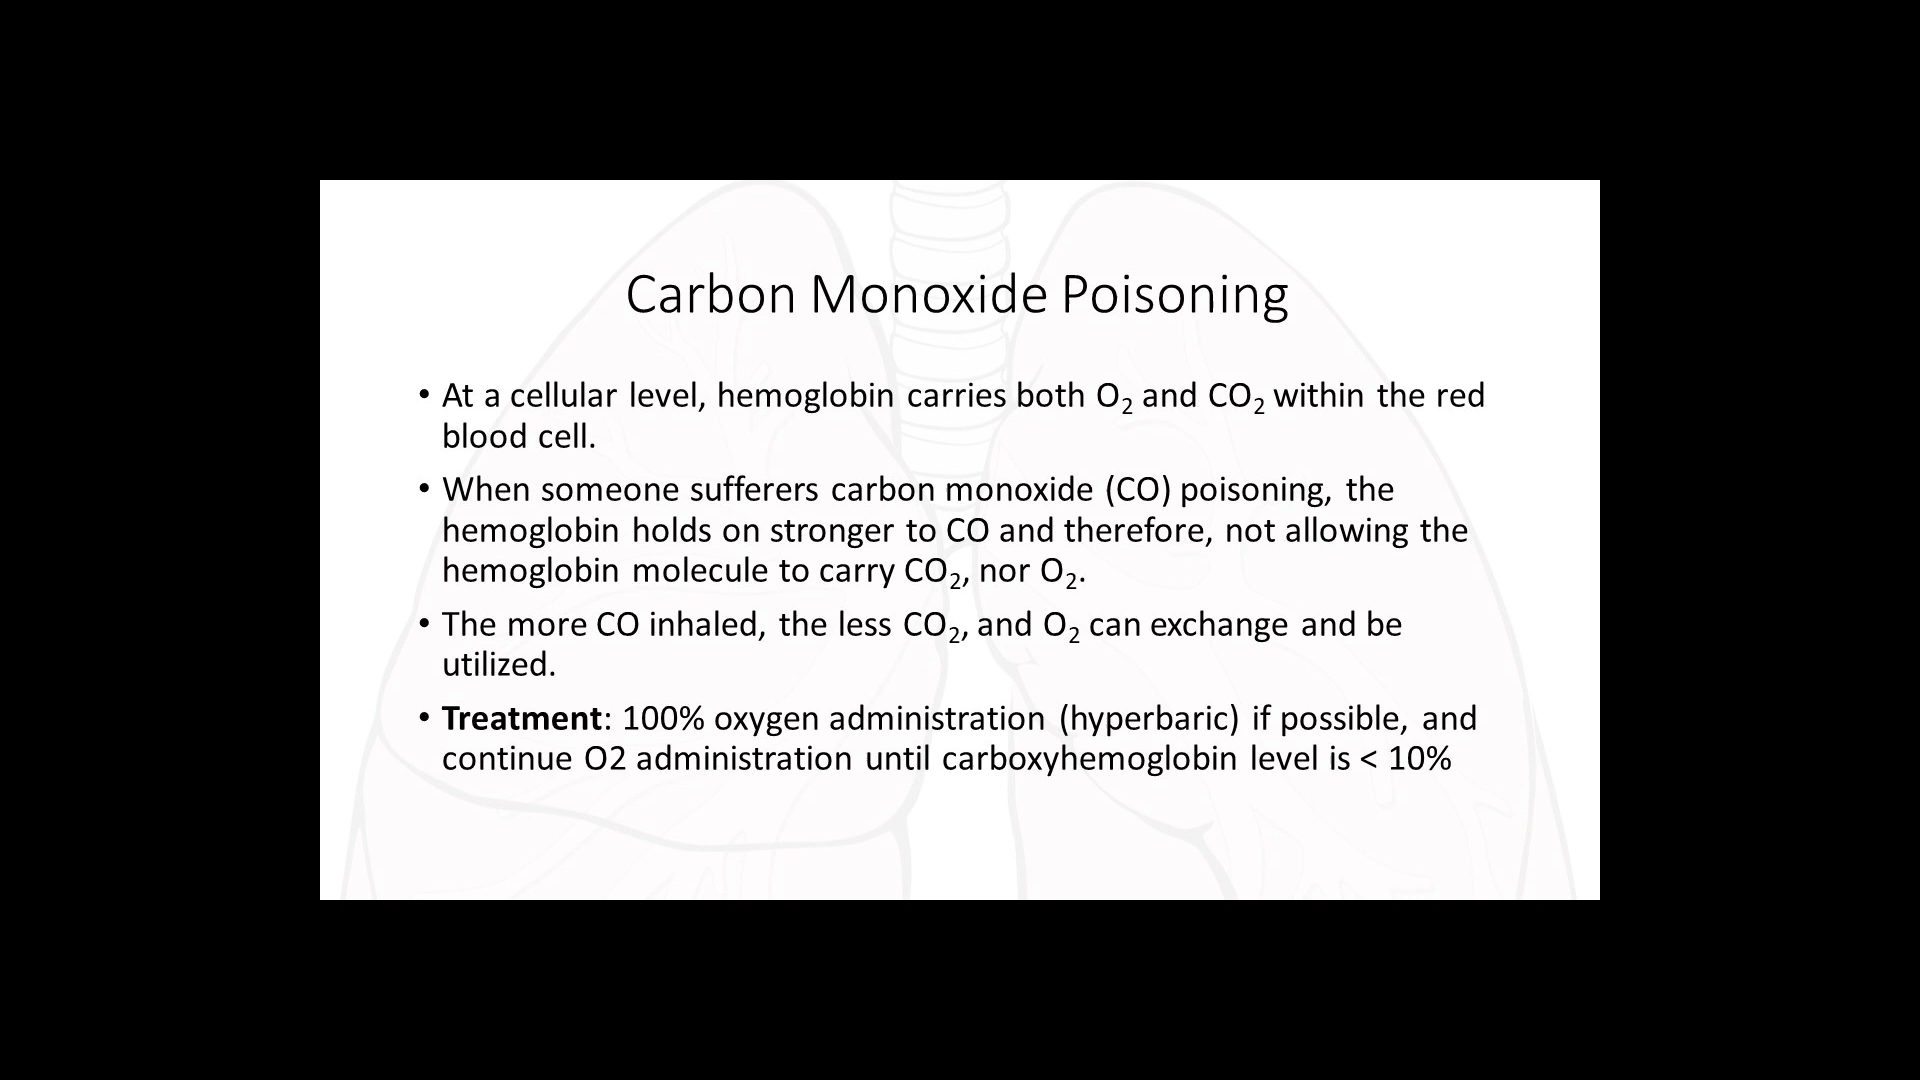 Carbon Monoxide Poisoning
• At a cellular level, hemoglobin carries both O₂ and CO₂ within the red
blood cell.
• When someone sufferers carbon monoxide (CO) poisoning, the
hemoglobin holds on stronger to CO and therefore, not allowing the
hemoglobin molecule to carry CO₂, nor O₂.
• The more CO inhaled, the less CO₂, and O₂ can exchange and be
utilized.
• Treatment: 100% oxygen administration (hyperbaric) if possible, and
continue O2 administration until carboxyhemoglobin level is < 10%